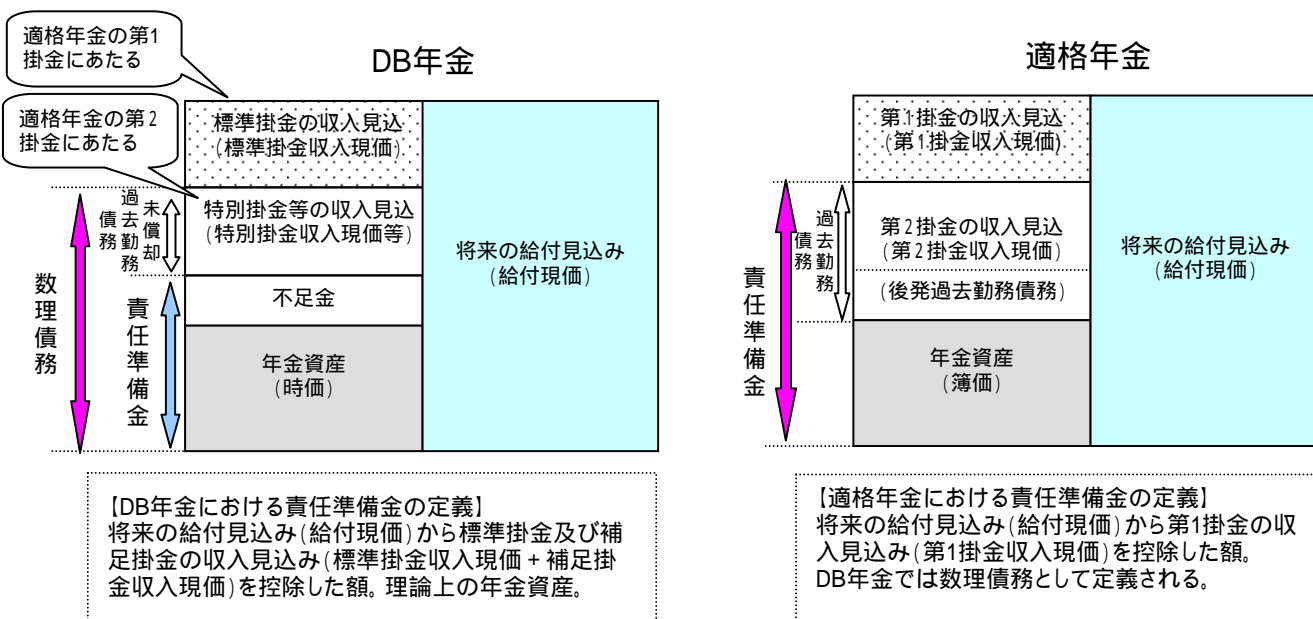 適格年金の第1
掛金にあたる
DB年金
適格年金の第2
掛金にあたる
標準掛金の収入見込
(標準掛金収入現価)
特別掛金等の収入見込
(特別掛金収入現価等)
不足金
年金資産
(時価)
将来の給付見込み
(給付現価)
未償却
過去勤務
債務
数理債務
責任準備金
【DB年金における責任準備金の定義】
将来の給付見込み(給付現価)から標準掛金及び補
足掛金の収入見込み(標準掛金収入現価+補足掛
金収入現価)を控除した額。理論上の年金資産。
適格年金
第1掛金の収入見込
(第1掛金収入現価)
第2掛金の収入見込
(第2掛金収入現価)
(後発過去勤務債務)
年金資産
(簿価)
将来の給付見込み
(給付現価)
過去勤務
債務
責任準備金
【適格年金における責任準備金の定義】
将来の給付見込み(給付現価)から第1掛金の収
入見込み(第1掛金収入現価)を控除した額。
DB年金では数理債務として定義される。